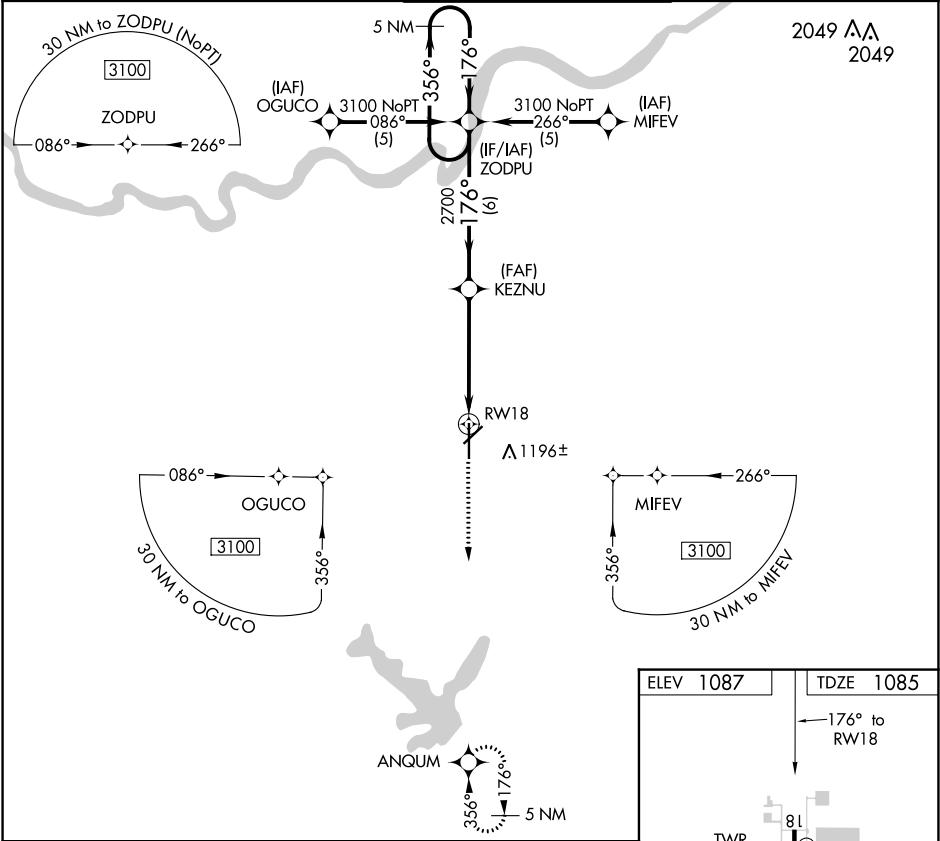 30 NM to ZODPU (NoPT)
3100
ZODPU
086°
266°
5 NM
356°
176°
2049
2049
(IAF)
OGUCO
3100 NoPT
086°
(5)
3100 NoPT
266°
(5)
(IAF)
MIFEV
(IF/IAF)
ZODPU
2700
176°
(6)
(FAF)
KEZNU
RW18
1196±
086°
OGUCO
3100
356°
30 NM to OGUCO
266°
MIFEV
3100
356°
30 NM to MIFEV
ANQUM
356°
176°
5 NM
ELEV 1087
TDZE 1085
176° to
RW18
18
TWR